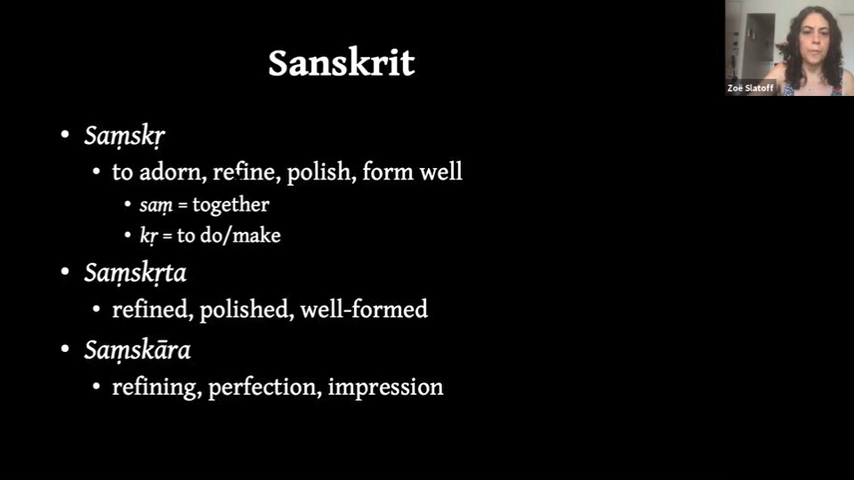 Sanskrit
Zoë Slatoff
• Saṃskṛ
• to adorn, refine, polish, form well
• saṃ = together
• kṛ = to do/make
• Saṃskṛta
• refined, polished, well-formed
• Saṃskāra
• refining, perfection, impression